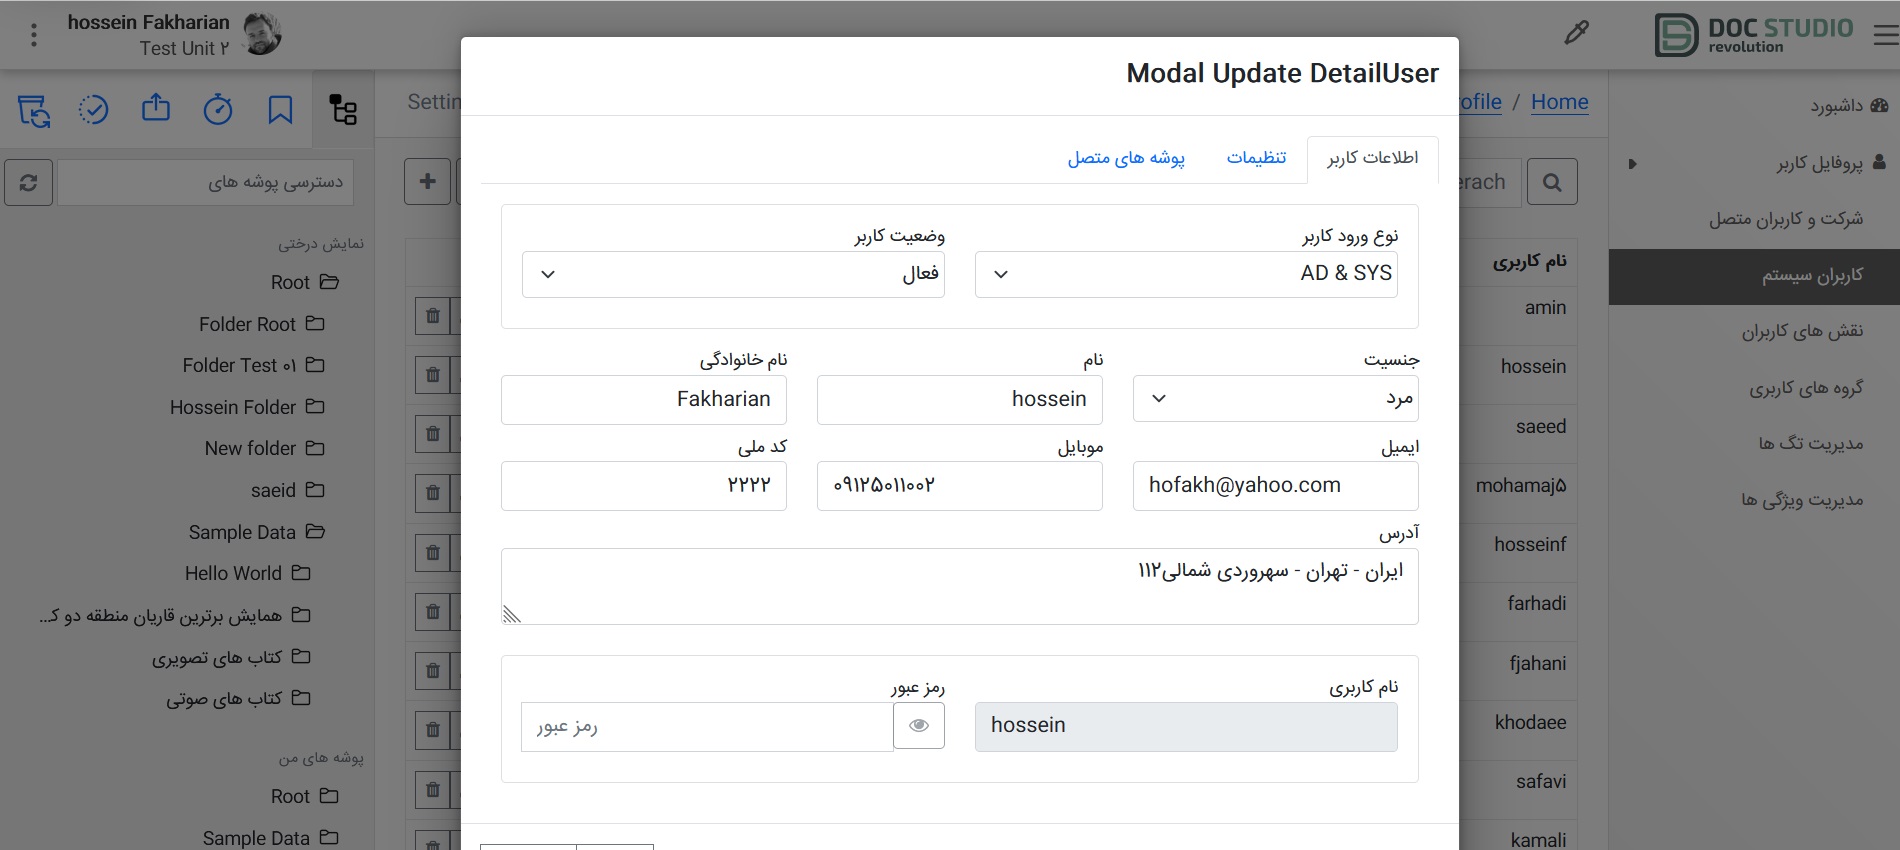 hossein Fakharian
Test Unit ۲
DOC STUDIO
revolution
Modal Update DetailUser
اطلاعات کاربر
تنظیمات
پوشه های متصل
نوع ورود کاربر
وضعیت کاربر
AD & SYS
فعال
جنسیت
نام
نام خانوادگی
مرد
hossein
Fakharian
ایمیل
موبایل
کد ملی
hofakh@yahoo.com
۰۹۱۲۵۰۱۱۰۰۲
۲۲۲۲
آدرس
ایران - تهران - سهروردی شمالی۱۱۲
نام کاربری
رمز عبور
hossein
رمز عبور
داشبورد
پروفایل کاربر
شرکت و کاربران متصل
کاربران سیستم
نقش های کاربران
گروه های کاربری
مدیریت تگ ها
مدیریت ویژگی ها
Home
/
ofile
Settin
erach
نام کاربری
amin
hossein
saeed
mohamaj۵
hosseinf
farhadi
fjahani
khodaee
safavi
kamali
دسترسی پوشه های
نمایش درختی
Root
Folder Root
Folder Test ۰۱
Hossein Folder
New folder
saeid
Sample Data
Hello World
همایش برترین قاریان منطقه دو ک...
کتاب های تصویری
کتاب های صوتی
پوشه های من
Root
Sample Data